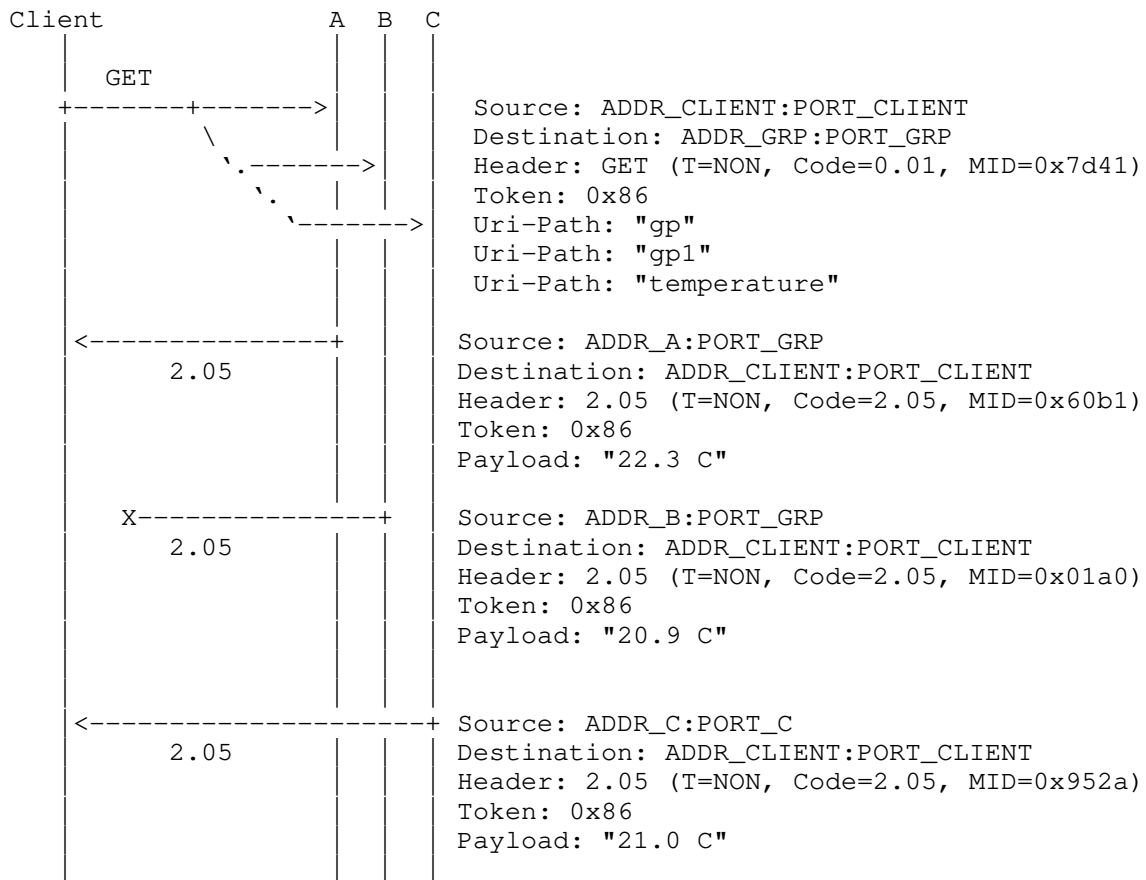 Client A B C
GET
Source: ADDR_CLIENT:PORT_CLIENT
Destination: ADDR_GRP:PORT_GRP
Header: GET (T=NON, Code=0.01, MID=0x7d41)
Token: 0x86
Uri-Path: "gp"
Uri-Path: "gp1"
Uri-Path: "temperature"
Source: ADDR_A:PORT_GRP
2.05 Destination: ADDR_CLIENT:PORT_CLIENT
Header: 2.05 (T=NON, Code=2.05, MID=0x60b1)
Token: 0x86
Payload: "22.3 C"
X Source: ADDR_B:PORT_GRP
2.05 Destination: ADDR_CLIENT:PORT_CLIENT
Header: 2.05 (T=NON, Code=2.05, MID=0x01a0)
Token: 0x86
Payload: "20.9 C"
Source: ADDR_C:PORT_C
2.05 Destination: ADDR_CLIENT:PORT_CLIENT
Header: 2.05 (T=NON, Code=2.05, MID=0x952a)
Token: 0x86
Payload: "21.0 C"